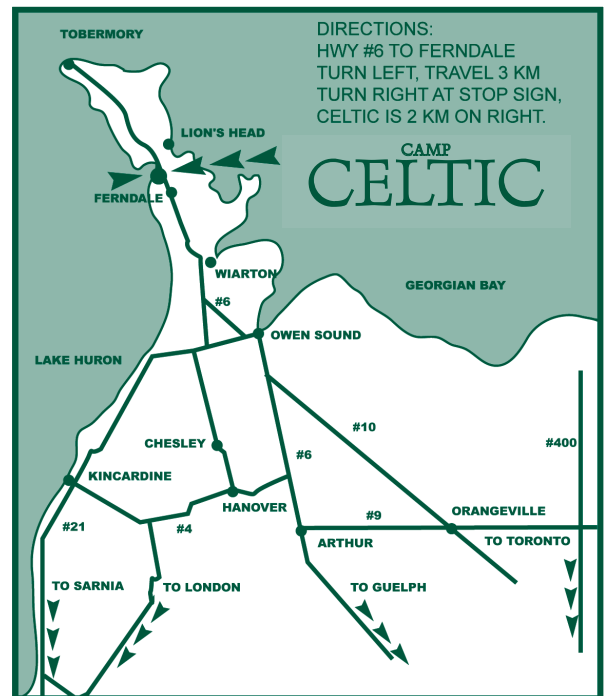 TOBERMORY
DIRECTIONS:
HWY #6 TO FERNDALE
TURN LEFT, TRAVEL 3 KM
TURN RIGHT AT STOP SIGN,
CELTIC IS 2 KM ON RIGHT.
LION'S HEAD
CAMP
CELTIC
FERNDALE
WIARTON
GEORGIAN BAY
#6
OWEN SOUND
LAKE HURON
#10
CHESLEY
#6
#400
KINCARDINE
HANOVER
#9
ORANGEVILLE
#21
#4
ARTHUR
TO TORONTO
TO SARNIA
TO LONDON
TO GUELPH